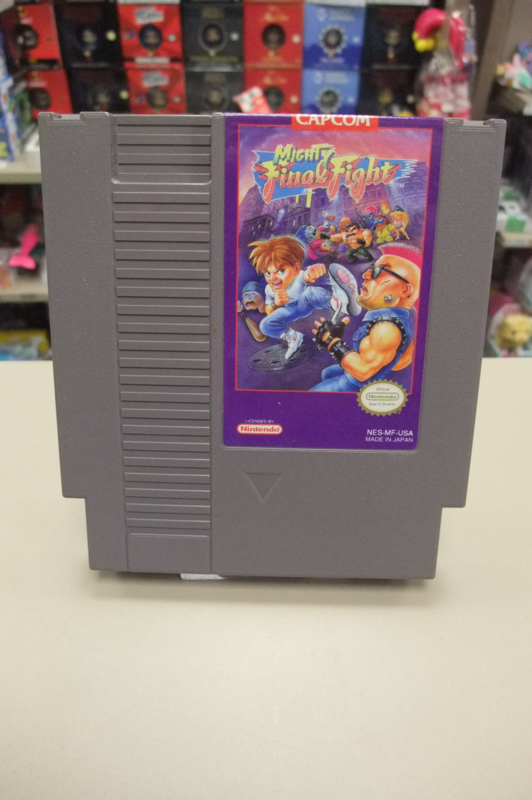 CAPCOM
MIGHTY
Final Fight
TM
Official
Nintendo
Seal of Quality
LICENSED BY
Nintendo
NES-MF-USA
MADE IN JAPAN